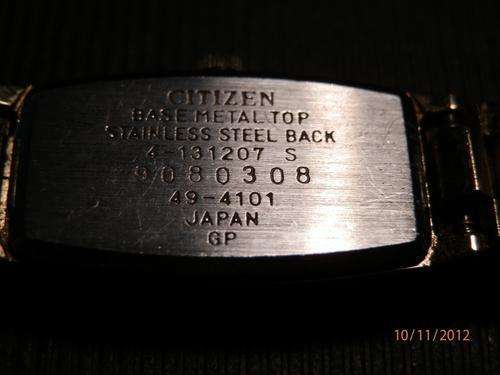 CITIZEN
BASE METAL TOP
STAINLESS STEEL BACK
4-131207 S
9080308
49-4101
JAPAN
GP
10/11/2012